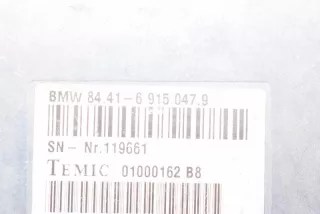 BMW 84.41-6 915 047.9
SN- Nr.119661
TEMIC 01000162 B8